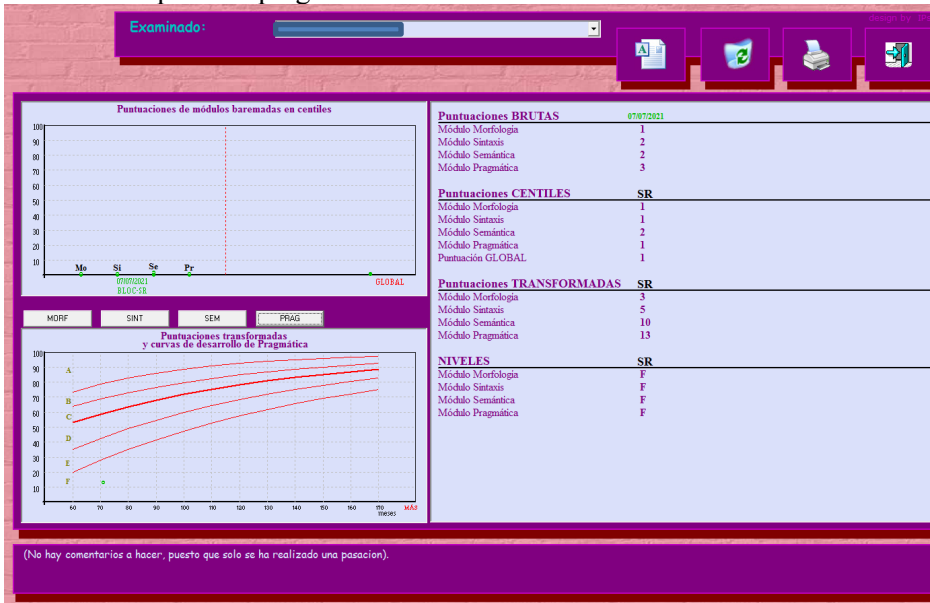 Examinado:
Puntuaciones de módulos baremadas en centiles
100
90
80
70
60
50
40
30
20
10
Mo Si Se Pr
07/07/2021
BLOC-SR
GLOBAL
MORF SINT SEM PRAG
Puntuaciones transformadas
y curvas de desarrollo de Pragmática
100
90
80
70
60
50
40
30
20
10
A
B
C
D
E
F
60 70 80 90 100 110 120 130 140 150 160 170 MÁS
meses
Puntuaciones BRUTAS 07/07/2021
Módulo Morfología 1
Módulo Sintaxis 2
Módulo Semántica 2
Módulo Pragmática 3
Puntuaciones CENTILES SR
Módulo Morfología 1
Módulo Sintaxis 1
Módulo Semántica 2
Módulo Pragmática 1
Puntuación GLOBAL 1
Puntuaciones TRANSFORMADAS SR
Módulo Morfología 3
Módulo Sintaxis 5
Módulo Semántica 10
Módulo Pragmática 13
NIVELES SR
Módulo Morfología F
Módulo Sintaxis F
Módulo Semántica F
Módulo Pragmática F
(No hay comentarios a hacer, puesto que solo se ha realizado una pasacion).